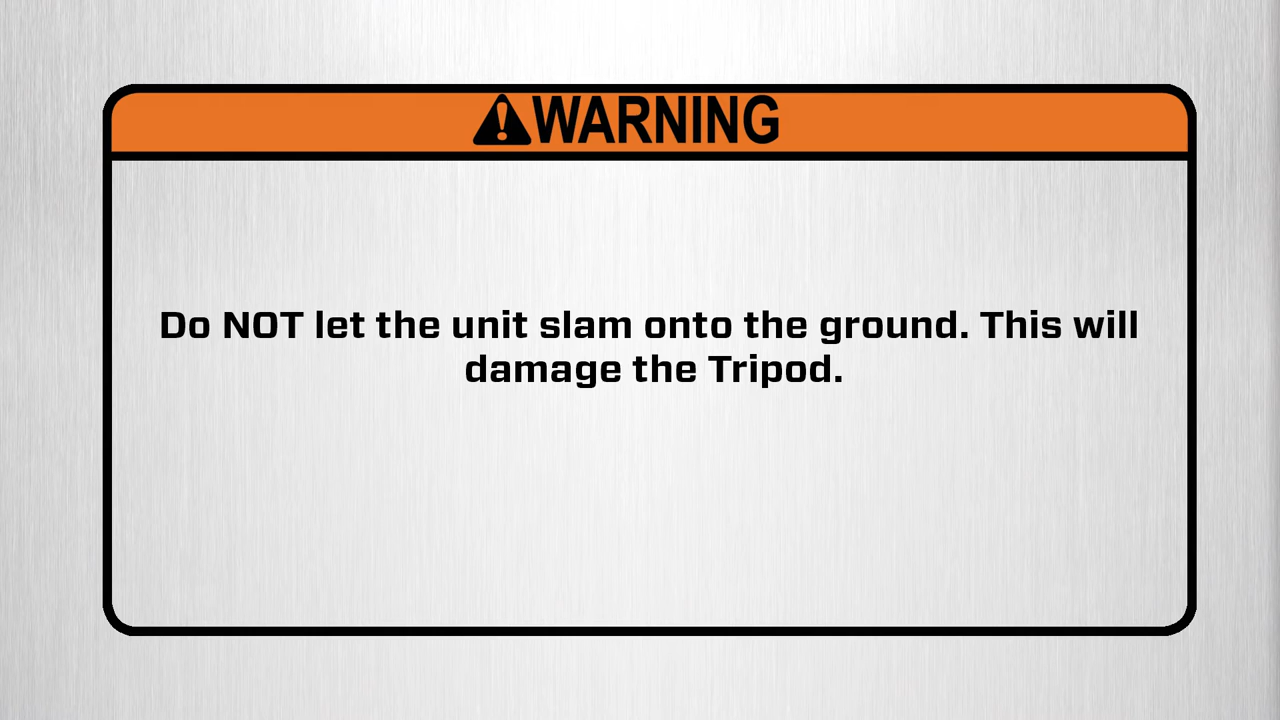 WARNING
Do NOT let the unit slam onto the ground. This will
damage the Tripod.